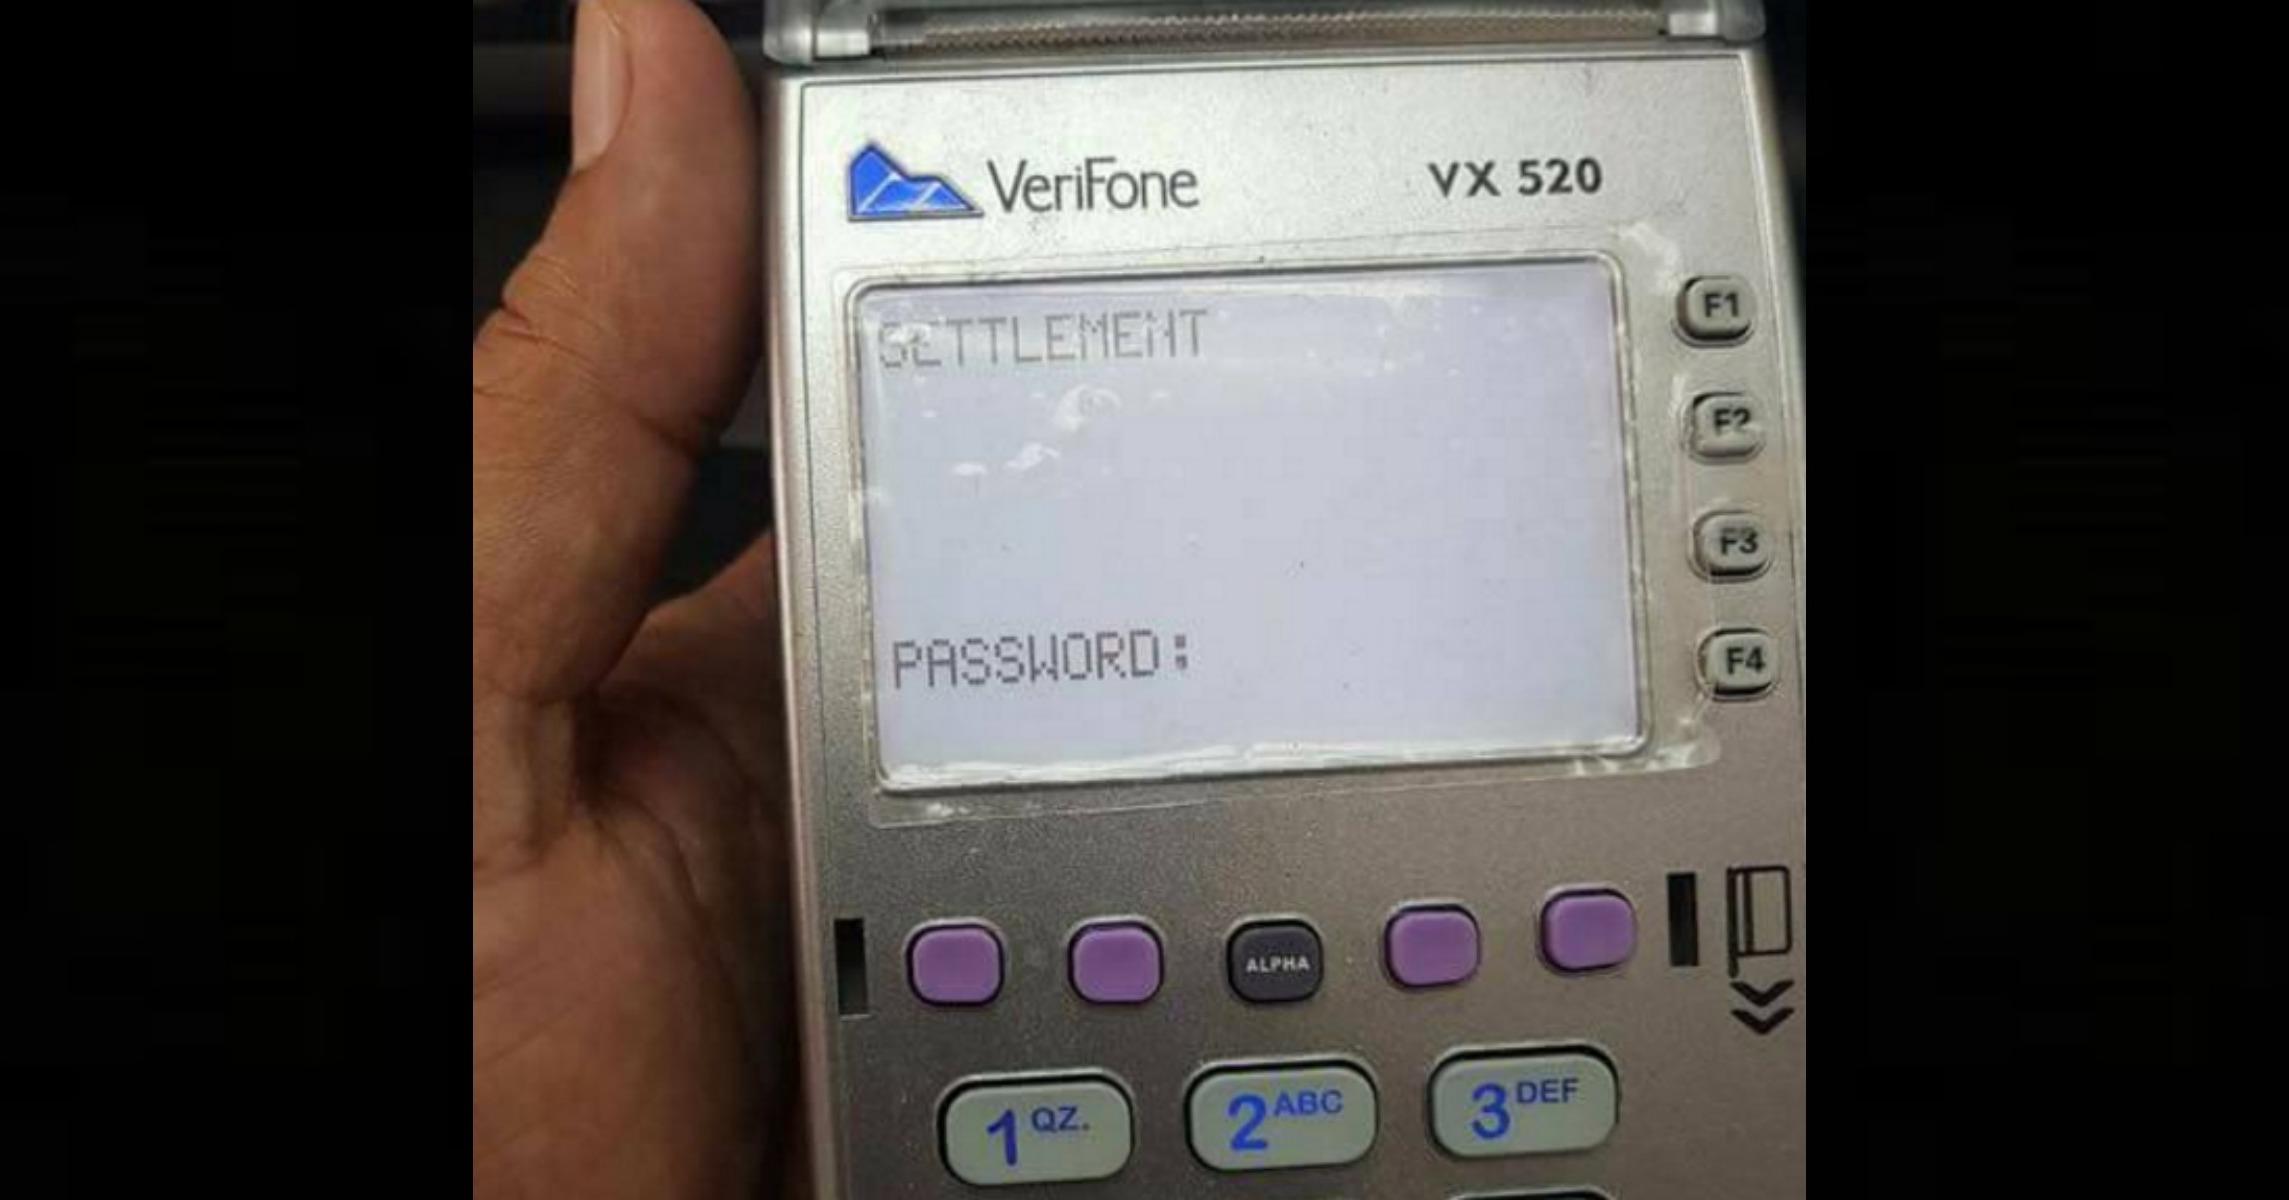 VeriFone VX 520
SETTLEMENT
F1
F2
F3
PASSWORD:
F4
ALPHA
1 QZ. 2 ABC 3 DEF